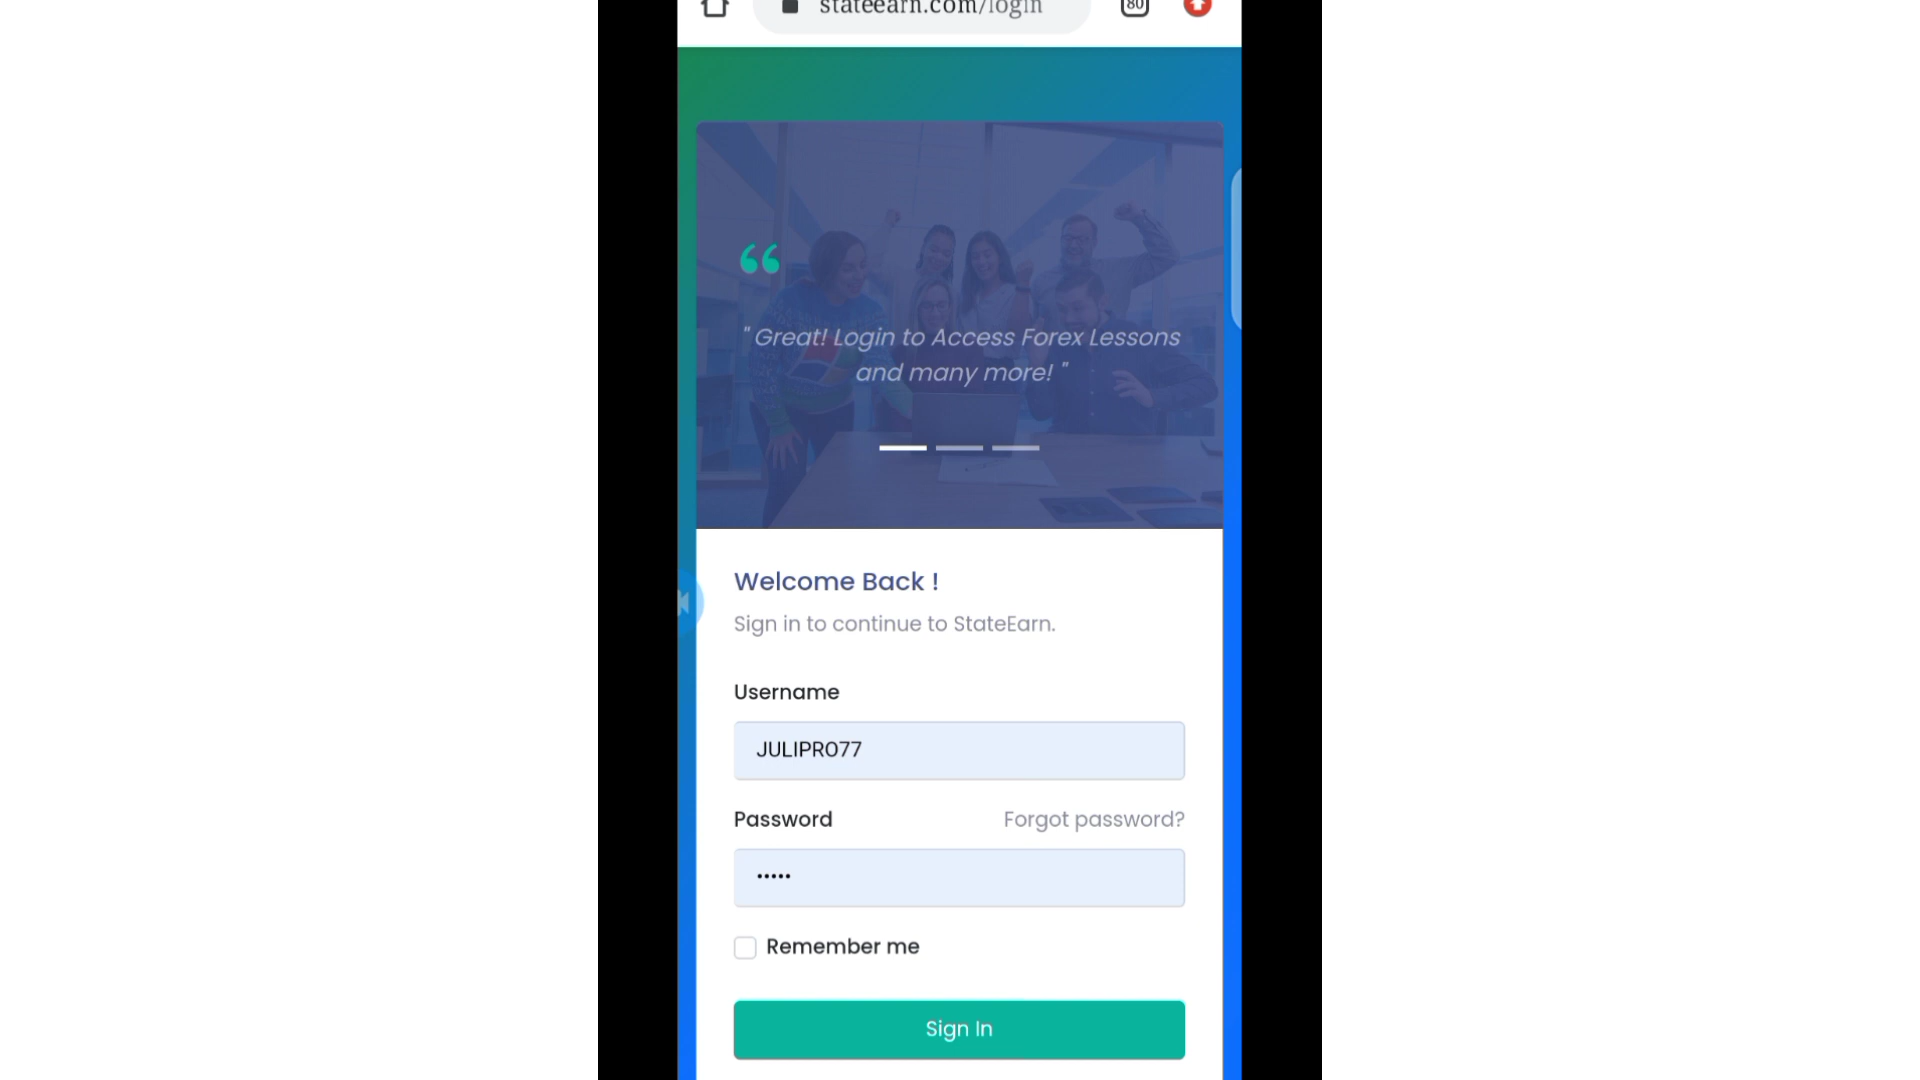 stateearn.com/login
80
“
" Great! Login to Access Forex Lessons
and many more! "
Welcome Back !
Sign in to continue to StateEarn.
Username
JULIPRO77
Password
Forgot password?
•••••
Remember me
Sign In